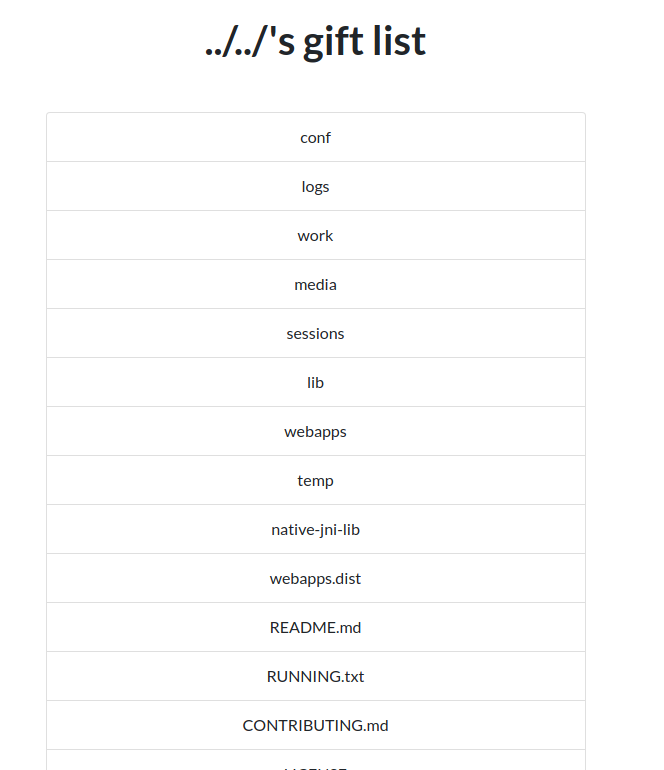 ../../'s gift list
conf
logs
work
media
sessions
lib
webapps
temp
native-jni-lib
webapps.dist
README.md
RUNNING.txt
CONTRIBUTING.md